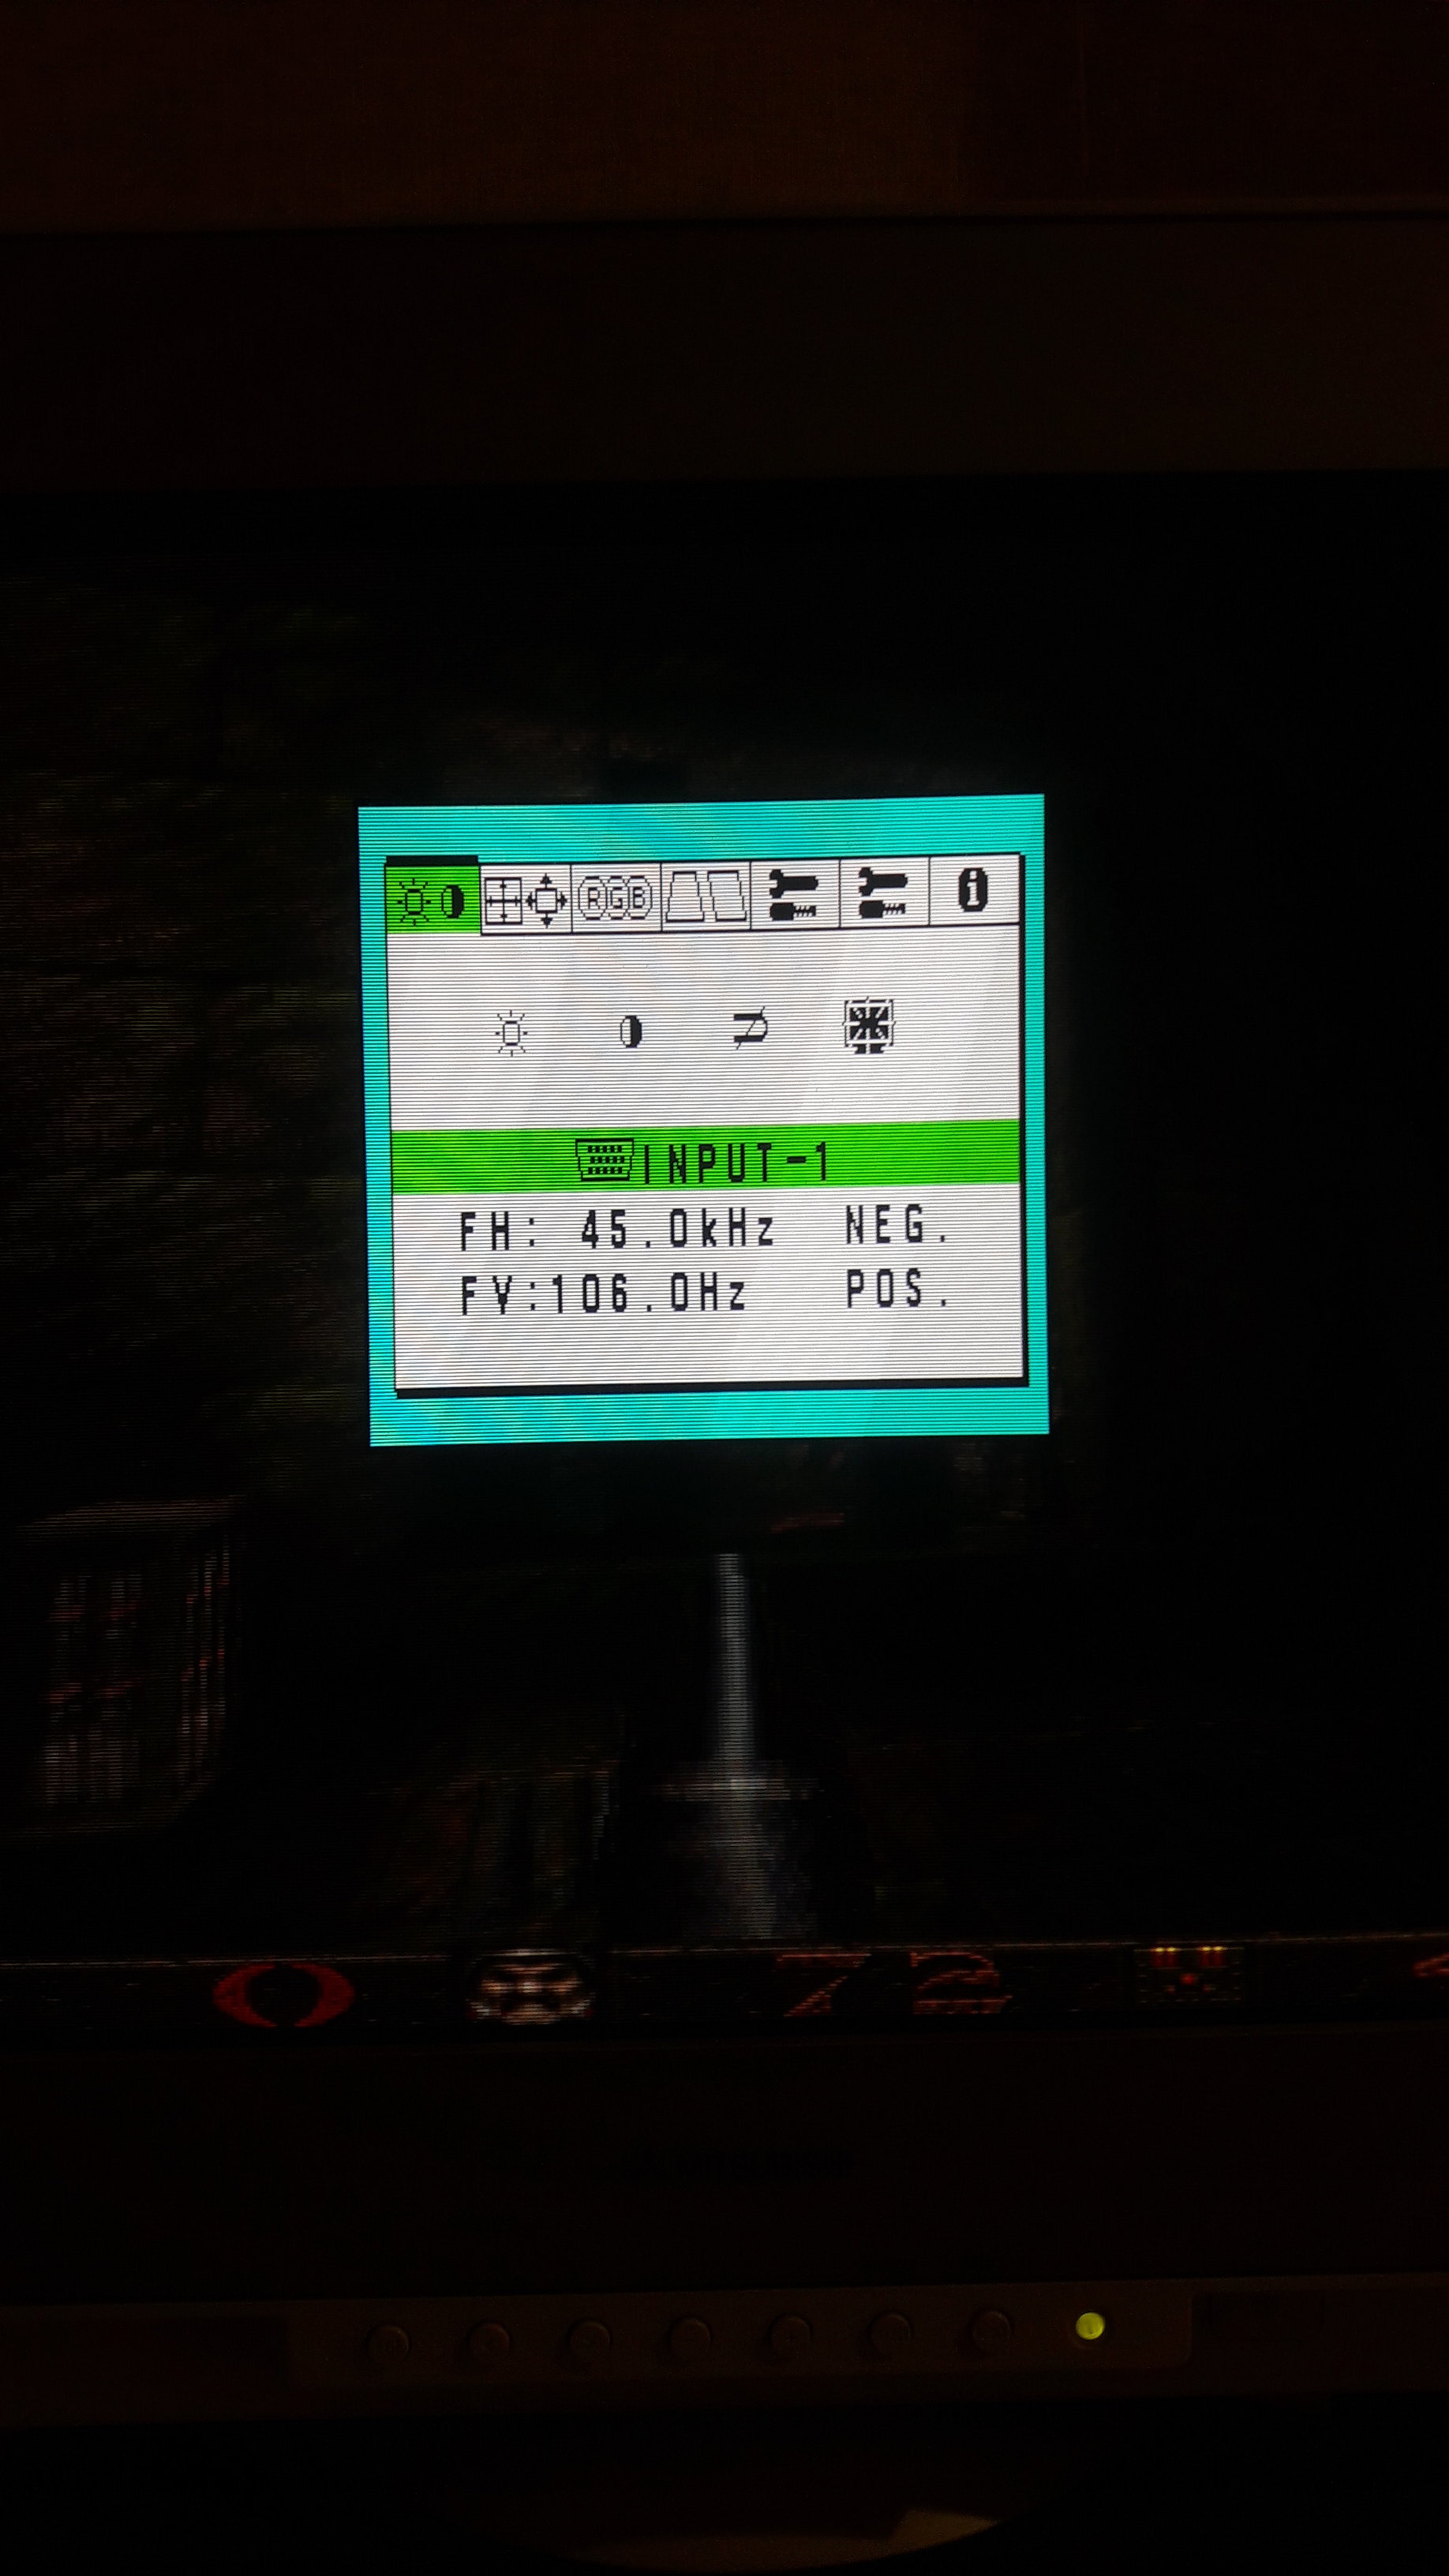 RGB
INPUT-1
FH: 45.0kHz NEG.
FV:106.0Hz POS.
72